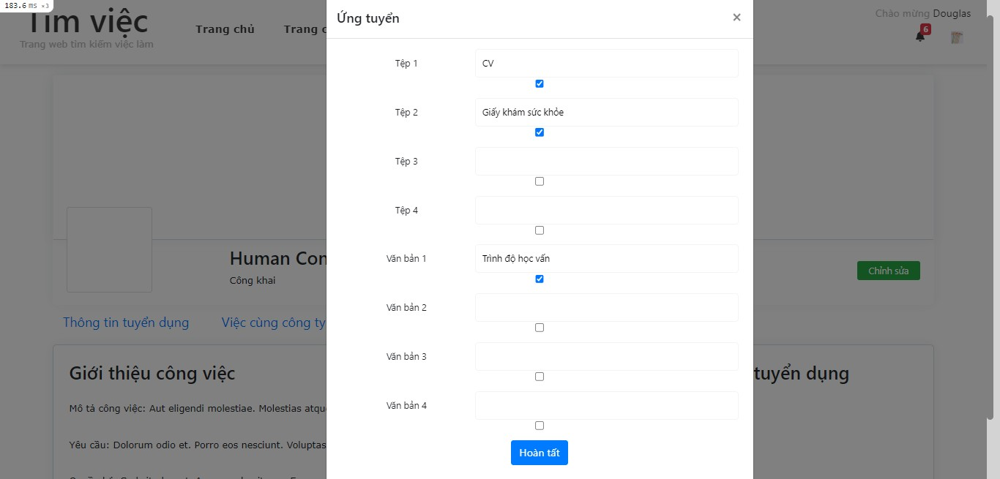 183.6 ms ×3
Tìm việc
Trang web tìm kiếm việc làm
Trang chủ
Trang
Ứng tuyển
×
Chào mừng Douglas
6
Tệp 1
CV
Tệp 2
Giấy khám sức khỏe
Tệp 3
Tệp 4
Văn bản 1
Trình độ học vấn
Văn bản 2
Văn bản 3
Văn bản 4
Hoàn tất
Human Con
Công khai
Chỉnh sửa
Thông tin tuyển dụng
Việc cùng công ty
Giới thiệu công việc
tuyển dụng
Mô tả công việc: Aut eligendi molestiae. Molestias atqu
Yêu cầu: Dolorum odio et. Porro eos nesciunt. Voluptas